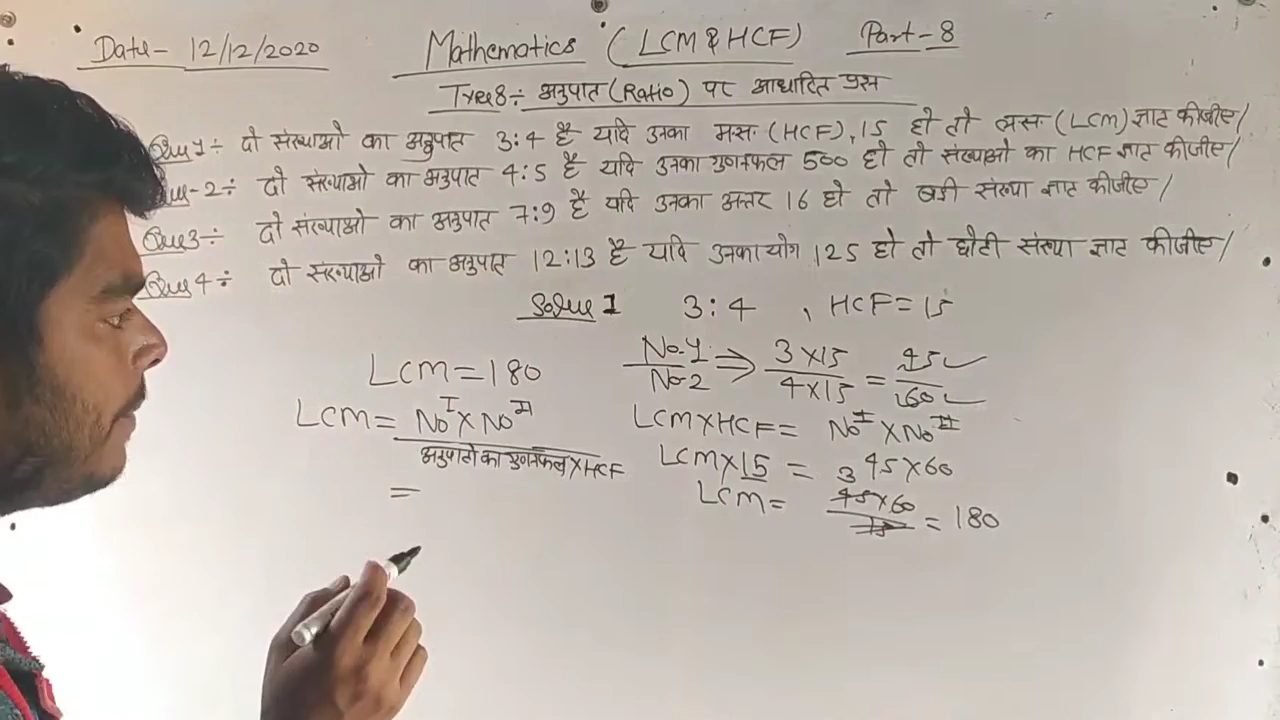 Date- 12/12/2020 Mathematics (LCM & HCF) Part-8
Type8÷ अनुपात (Ratio) पर आधारित प्रश्न
Que1÷ दो संख्याओ का अनुपात 3:4 है यदि उनका मस. (HCF), 15 हो तो लस. (LCM) ज्ञात कीजीए/
Que-2÷ दो संख्याओ का अनुपात 4:5 है यदि उनका गुणनफल 500 हो तो संख्याओ का HCF ज्ञात कीजीए/
Que3÷ दो संख्याओ का अनुपात 7:9 है यदि उनका अन्तर 16 हो तो बडी संख्या ज्ञात कीजीए/
Que4÷ दो संख्याओ का अनुपात 12:13 है यदि उनका योग 125 हो तो छोटी संख्या ज्ञात कीजीए/
1 3:4 , HCF=15
LCM=180
No-1/No-2 ⇒ 3×15/4×15 = 45/60
LCM= No I × No II / अनुपातो का गुणनफल × HCF
=
LCM×HCF= No I × No II
LCM×15 = 45×60
LCM= 45×60/15 = 180